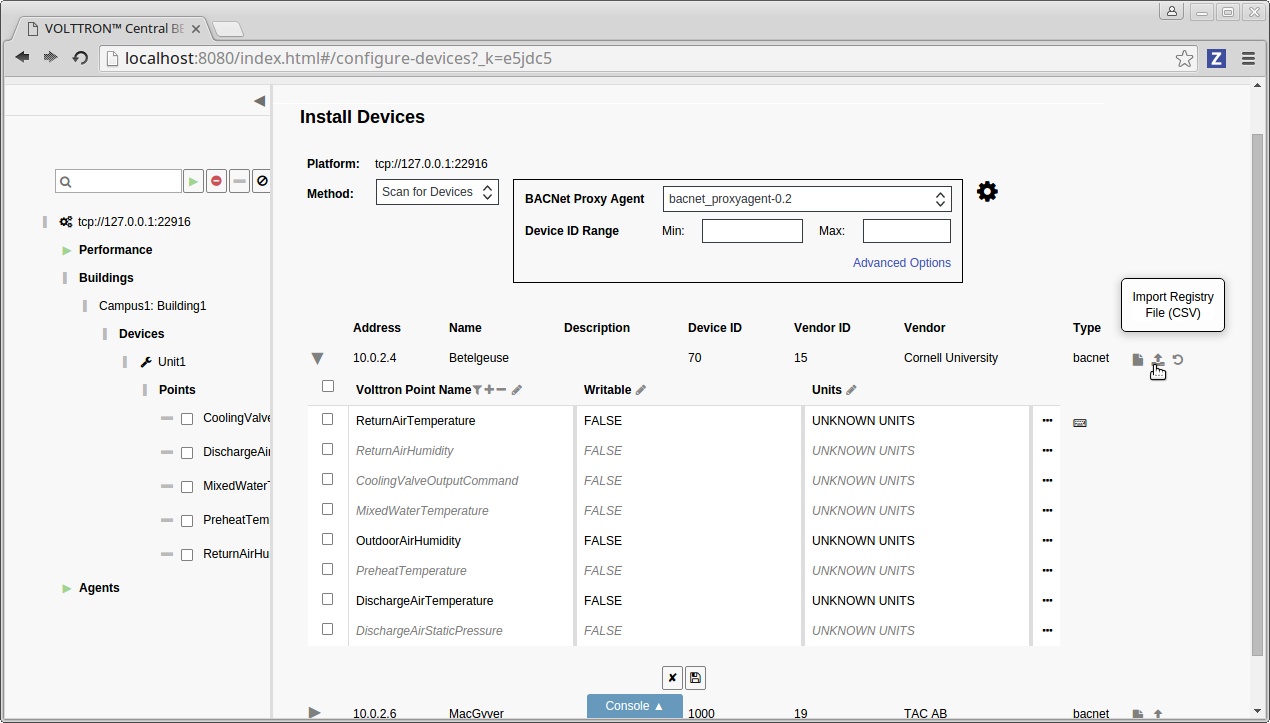 VOLTTRON™ Central BE
localhost:8080/index.html#/configure-devices?_k=e5jdc5
Z
Install Devices
Platform: tcp://127.0.0.1:22916
Method: Scan for Devices
BACNet Proxy Agent bacnet_proxyagent-0.2
Device ID Range Min: Max:
Advanced Options
tcp://127.0.0.1:22916
Performance
Buildings
Campus1: Building1
Devices
Unit1
Points
CoolingValve
DischargeAi
MixedWaterT
PreheatTem
ReturnAirHu
Agents
Import Registry
File (CSV)
Address Name Description Device ID Vendor ID Vendor Type
10.0.2.4 Betelgeuse 70 15 Cornell University bacnet
Volttron Point Name Writable Units
ReturnAirTemperature FALSE UNKNOWN UNITS
ReturnAirHumidity FALSE UNKNOWN UNITS
CoolingValveOutputCommand FALSE UNKNOWN UNITS
MixedWaterTemperature FALSE UNKNOWN UNITS
OutdoorAirHumidity FALSE UNKNOWN UNITS
PreheatTemperature FALSE UNKNOWN UNITS
DischargeAirTemperature FALSE UNKNOWN UNITS
DischargeAirStaticPressure FALSE UNKNOWN UNITS
Console ▲
10.0.2.6 MacGyver 1000 19 TAC AB bacnet